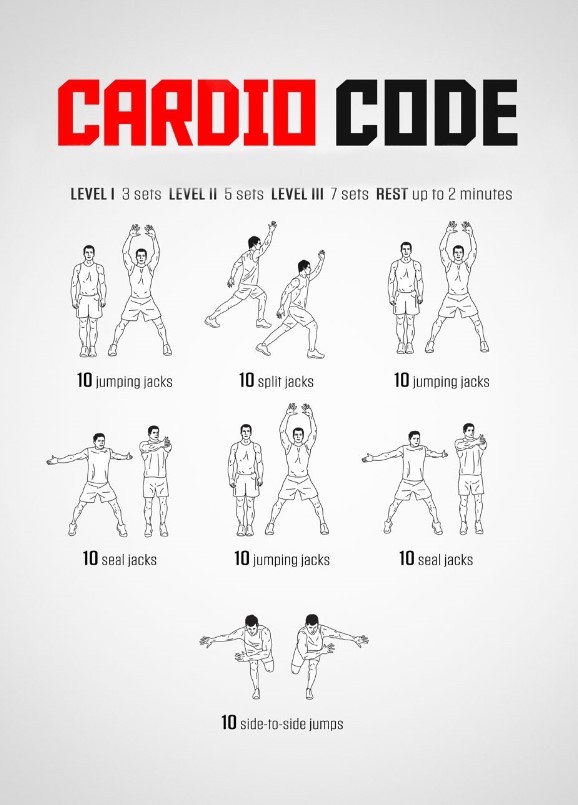 CARDIO CODE
LEVEL I 3 sets LEVEL II 5 sets LEVEL III 7 sets REST up to 2 minutes
10 jumping jacks
10 split jacks
10 jumping jacks
10 seal jacks
10 jumping jacks
10 seal jacks
10 side-to-side jumps